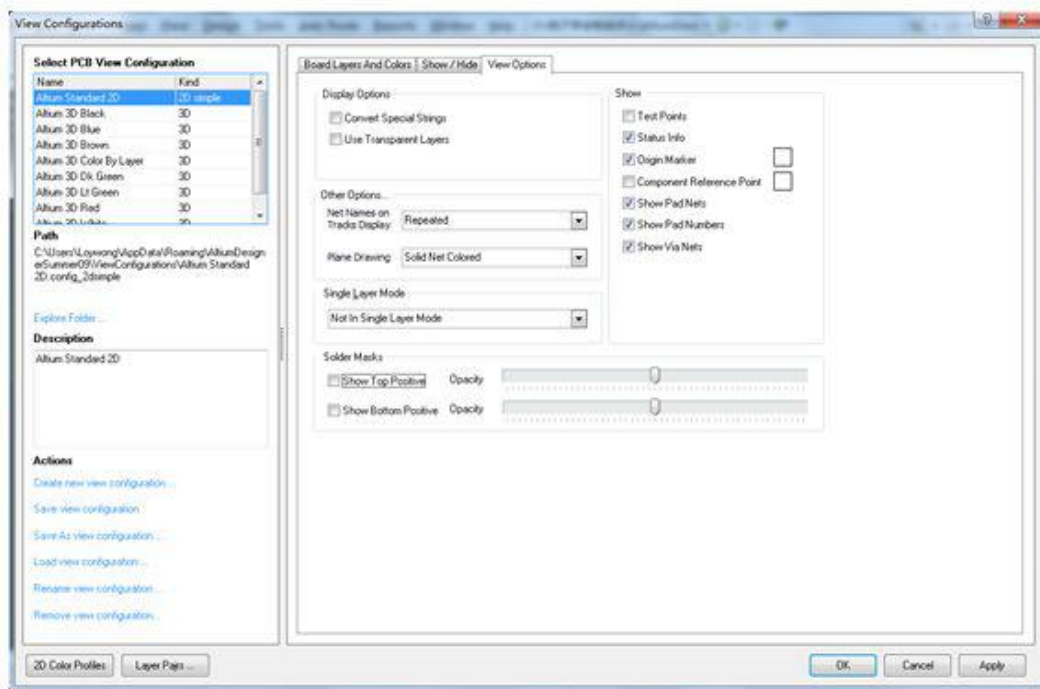 View Configurations
Select PCB View Configuration
Name Kind
Altium Standard 2D 2D simple
Altium 3D Black 3D
Altium 3D Blue 3D
Altium 3D Brown 3D
Altium 3D Color By Layer 3D
Altium 3D Dk Green 3D
Altium 3D Lt Green 3D
Altium 3D Red 3D
Altium 3D White 3D
Path
C:\Users\Loywong\AppData\Roaming\AltiumDesign
erSummer09\ViewConfigurations\Altium Standard
2D.config_2dsimple
Explore Folder...
Description
Altium Standard 2D
Actions
Create new view configuration...
Save view configuration
Save As view configuration...
Load view configuration...
Rename view configuration...
Remove view configuration...
2D Color Profiles
Layer Pairs ...
Board Layers And Colors
Show / Hide
View Options
Display Options
Convert Special Strings
Use Transparent Layers
Other Options...
Net Names on
Tracks Display
Repeated
Plane Drawing
Solid Net Colored
Single Layer Mode
Not In Single Layer Mode
Show
Test Points
Status Info
Origin Marker
Component Reference Point
Show Pad Nets
Show Pad Numbers
Show Via Nets
Solder Masks
Show Top Positive Opacity
Show Bottom Positive Opacity
OK
Cancel
Apply